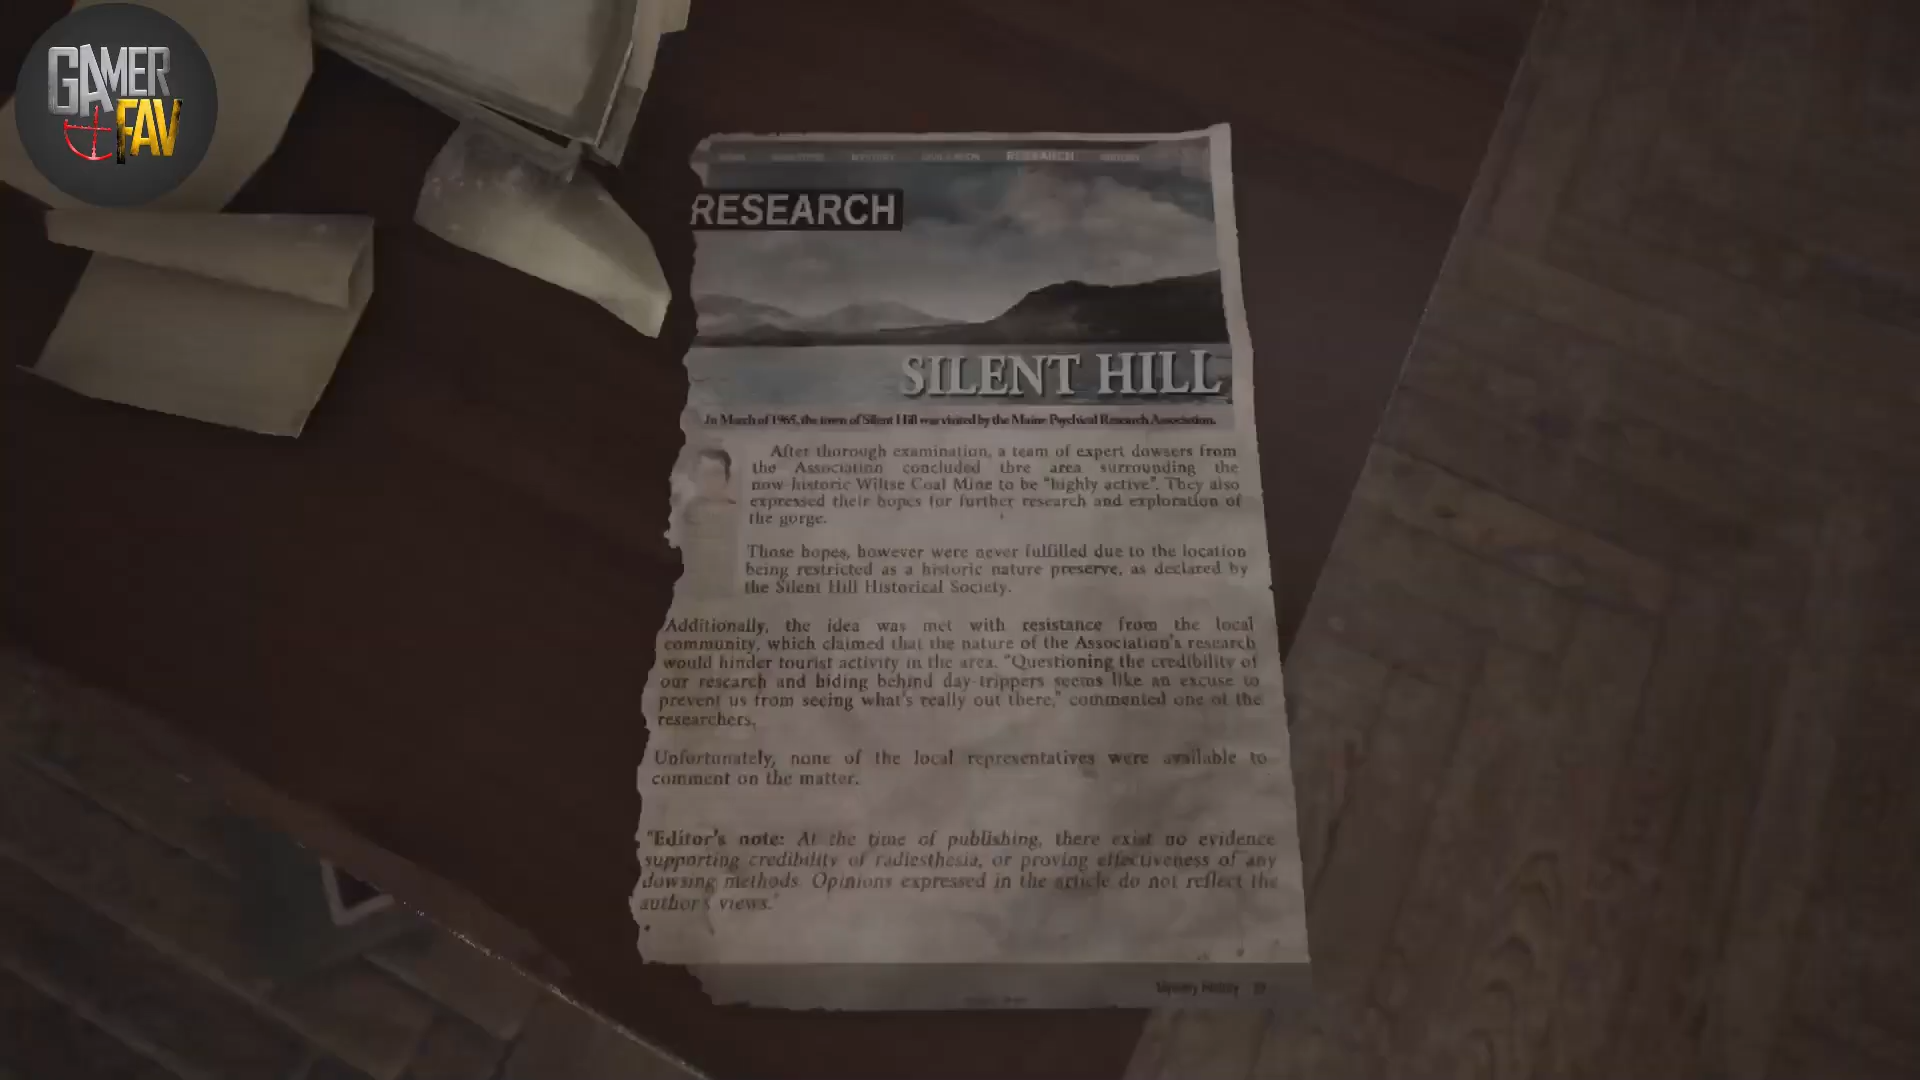 GAMER
FAV
RESEARCH
RESEARCH
SILENT HILL
In March of 1965, the town of Silent Hill was visited by the Maine Psychical Research Association.
After thorough examination, a team of expert dowsers from
the Association concluded thre area surrounding the
now-historic Wiltse Coal Mine to be "highly active". They also
expressed their hopes for further research and exploration of
the gorge.
Those hopes, however were never fulfilled due to the location
being restricted as a historic nature preserve, as declared by
the Silent Hill Historical Society.
Additionally, the idea was met with resistance from the local
community, which claimed that the nature of the Association's research
would hinder tourist activity in the area. "Questioning the credibility of
our research and hiding behind day-trippers seems like an excuse to
prevent us from seeing what's really out there," commented one of the
researchers.
Unfortunately, none of the local representatives were available to
comment on the matter.
"Editor's note: At the time of publishing, there exist no evidence
supporting credibility of radiesthesia, or proving effectiveness of any
dowsing methods. Opinions expressed in the article do not reflect the
author's views."